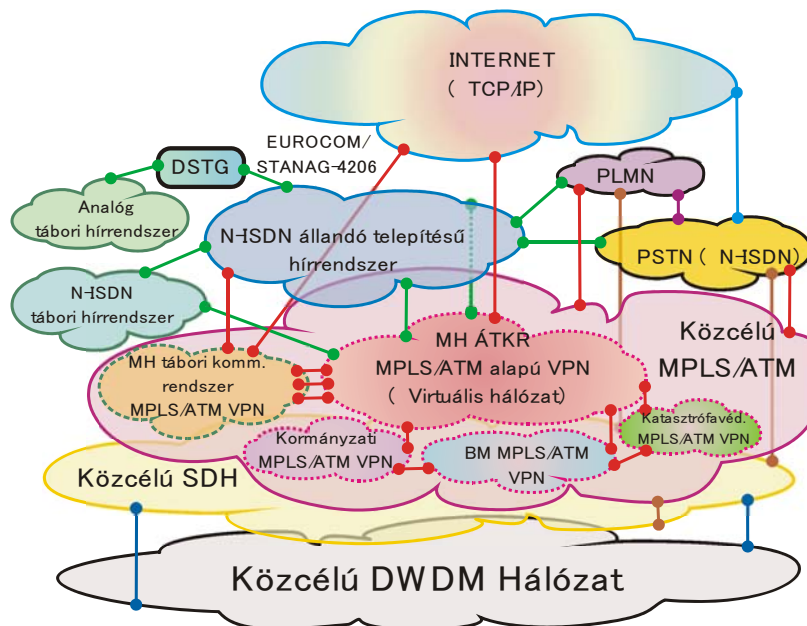 INTERNET
( TCP/IP)
EUROCOM/
STANAG-4206
DSTG
PLMN
Analóg
tábori hírrendszer
N-ISDN állandó telepítésű
hírrendszer
PSTN ( N-ISDN)
N-ISDN
tábori hírrendszer
Közcélú
MPLS/ATM
MH ÁTKR
MPLS/ATM alapú VPN
( Virtuális hálózat)
MH tábori komm.
rendszer
MPLS/ATM VPN
Katasztrófavéd.
MPLS/ATM VPN
Kormányzati
MPLS/ATM VPN
BM MPLS/ATM
VPN
Közcélú SDH
Közcélú DWDM Hálózat